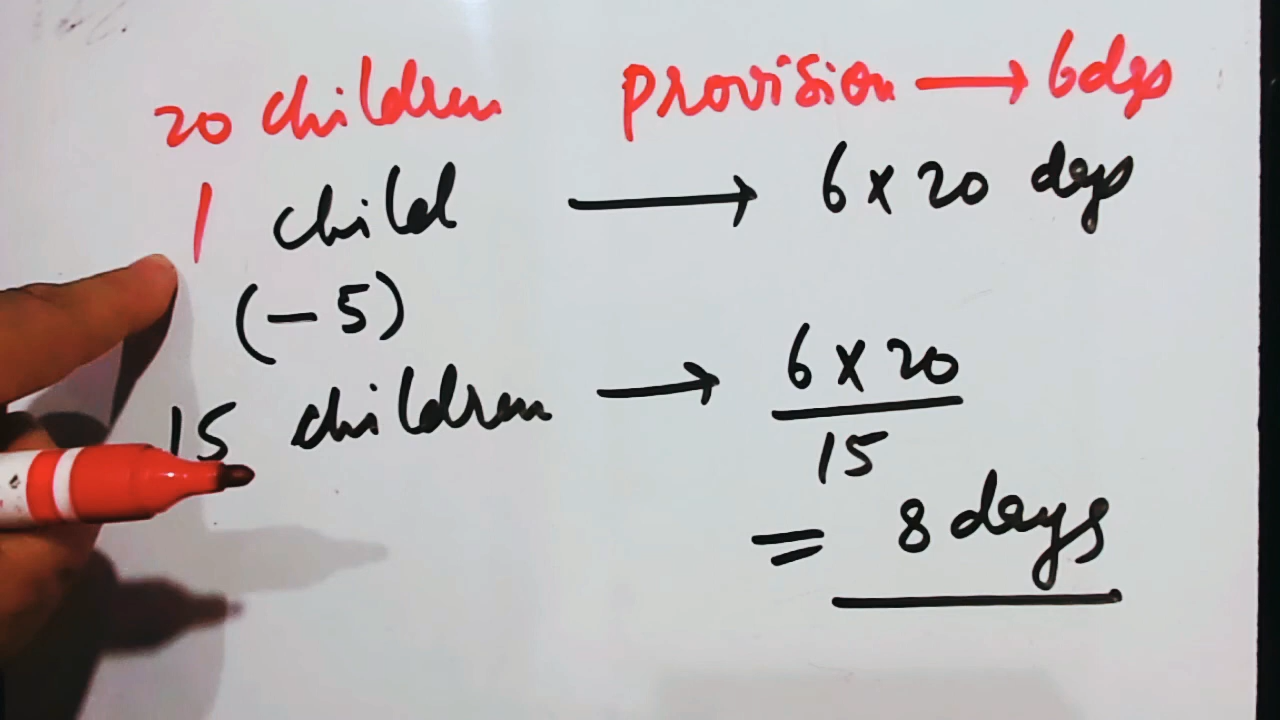 20 children provision → 6 days
1 child → 6 × 20 days
(- 5)
15 children → 6 × 20
15
= 8 days